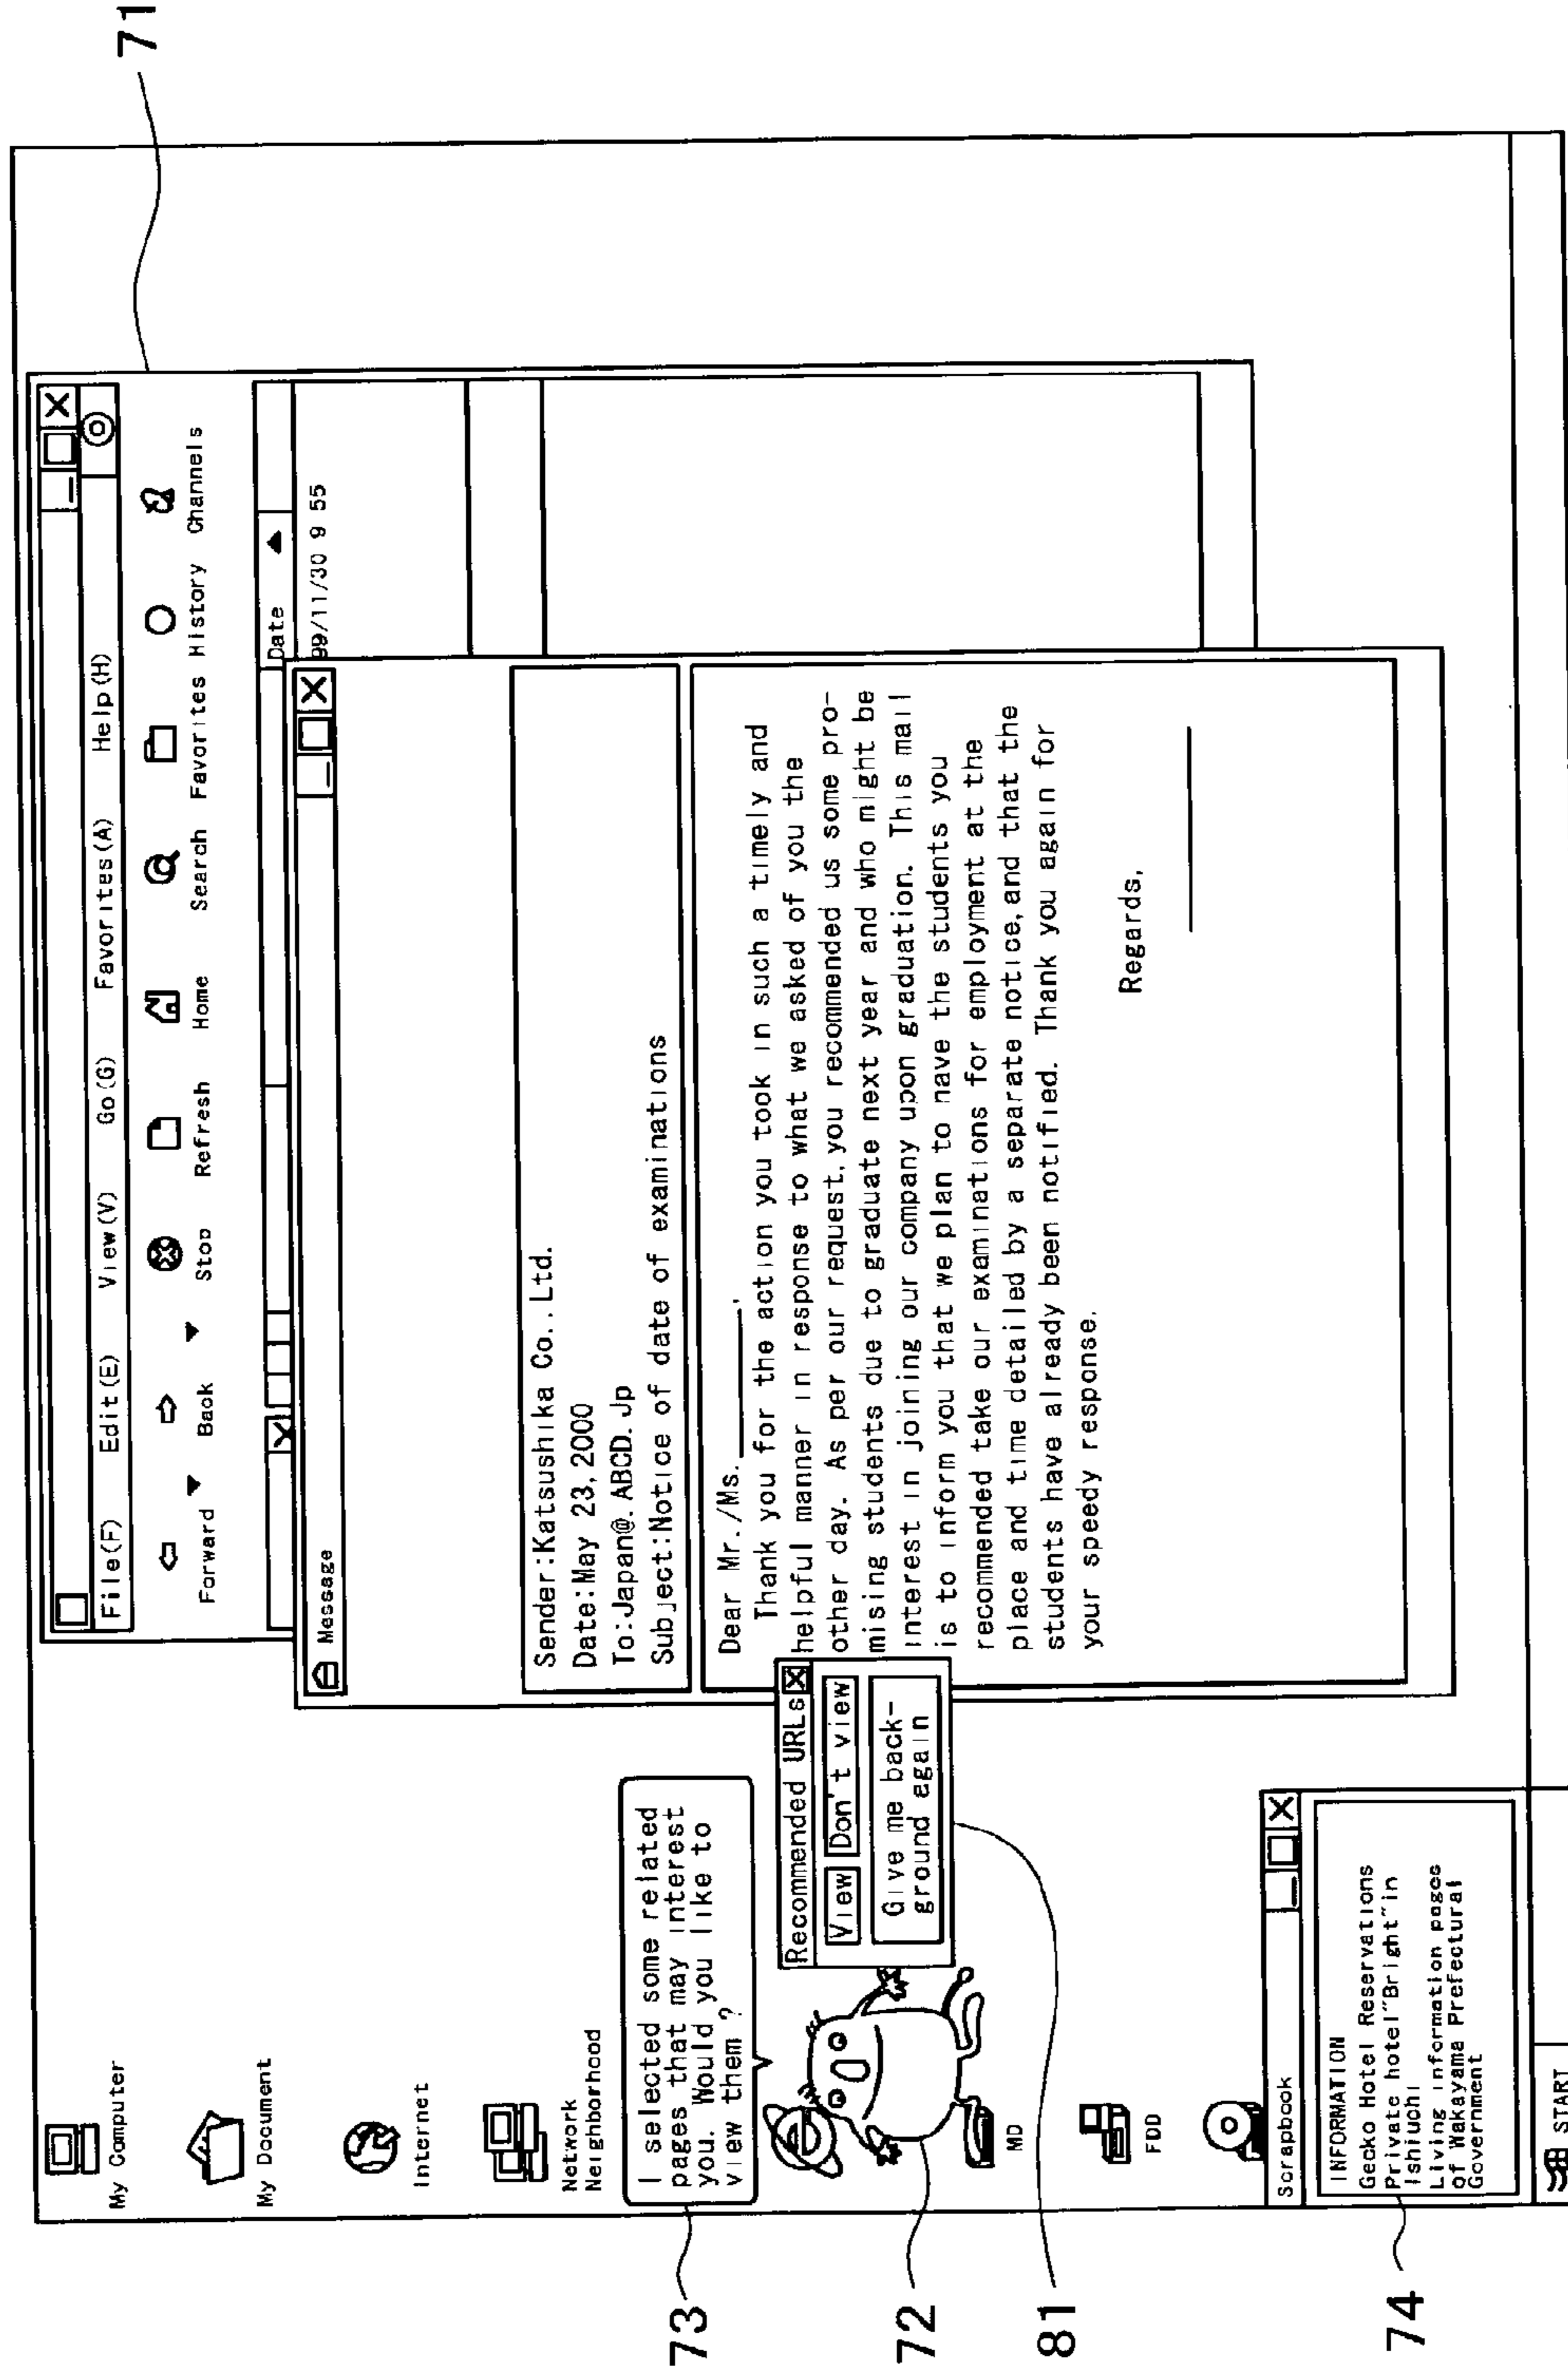 71
My Computer
My Document
Internet
Network
Neighborhood
MD
FDD
File(F) Edit(E) View(V) Go(G) Favorites(A) Help(H)
Forward Back Stop Refresh Home Search Favorites History Channels
Date
99/11/30 9 55
Message
Sender:Katsushika Co., Ltd.
Date:May 23,2000
To:Japan@.ABCD.Jp
Subject:Notice of date of examinations
Dear Mr./Ms.______,
Thank you for the action you took in such a timely and
helpful manner in response to what we asked of you the
other day. As per our request,you recommended us some pro-
mising students due to graduate next year and who might be
interest in joining our company upon graduation. This mail
is to inform you that we plan to have the students you
recommended take our examinations for employment at the
place and time detailed by a separate notice,and that the
students have already been notified. Thank you again for
your speedy response.
Regards,
73
I selected some related
pages that may interest
you. Would you like to
view them ?
72
Recommended URLs
View Don't view
Give me back-
ground again
81
Scrapbook
74
INFORMATION
Gecko Hotel Reservations
Private hotel"Bright"in
Ishiuchi
Living information pages
of Wakayama Prefectural
Government
START